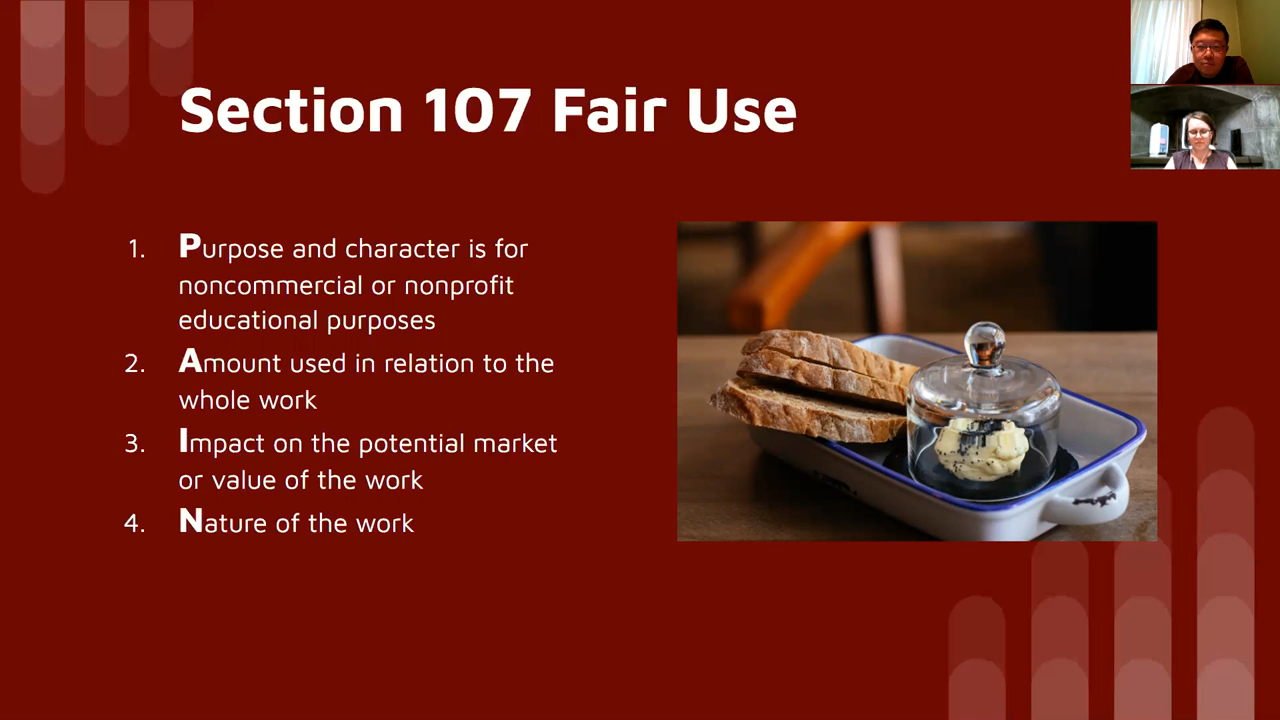 Section 107 Fair Use
1. Purpose and character is for
noncommercial or nonprofit
educational purposes
2. Amount used in relation to the
whole work
3. Impact on the potential market
or value of the work
4. Nature of the work